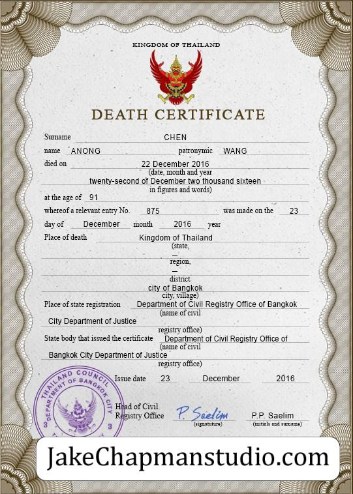 KINGDOM OF THAILAND
DEATH CERTIFICATE
Surname CHEN
name ANONG patronymic WANG
died on 22 December 2016
(date, month and year
twenty-second of December two thousand sixteen
in figures and words)
at the age of 91
whereof a relevant entry No. 875 was made on the 23
day of December month 2016 year
Place of death Kingdom of Thailand
(state,
—
region,
—
district
city of Bangkok
city, village)
Place of state registration Department of Civil Registry Office of Bangkok
(name of civil
City Department of Justice
registry office)
State body that issued the certificate Department of Civil Registry Office of
(name of civil
Bangkok City Department of Justice
registry office)
Issue date 23 December 2016
THAILAND COUNCIL
DEPARTMENT OF BANGKOK CITY
Head of Civil
Registry Office P. Saelim P.P. Saelim
(signature) (initials and surname)
JakeChapmanstudio.com